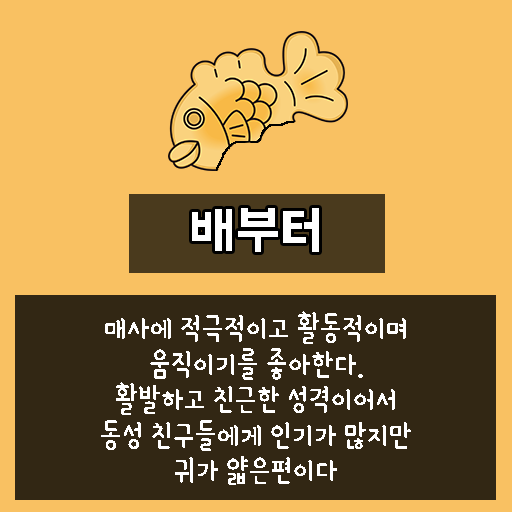 배부터
매사에 적극적이고 활동적이며
움직이기를 좋아한다.
활발하고 친근한 성격이어서
동성 친구들에게 인기가 많지만
귀가 얇은편이다